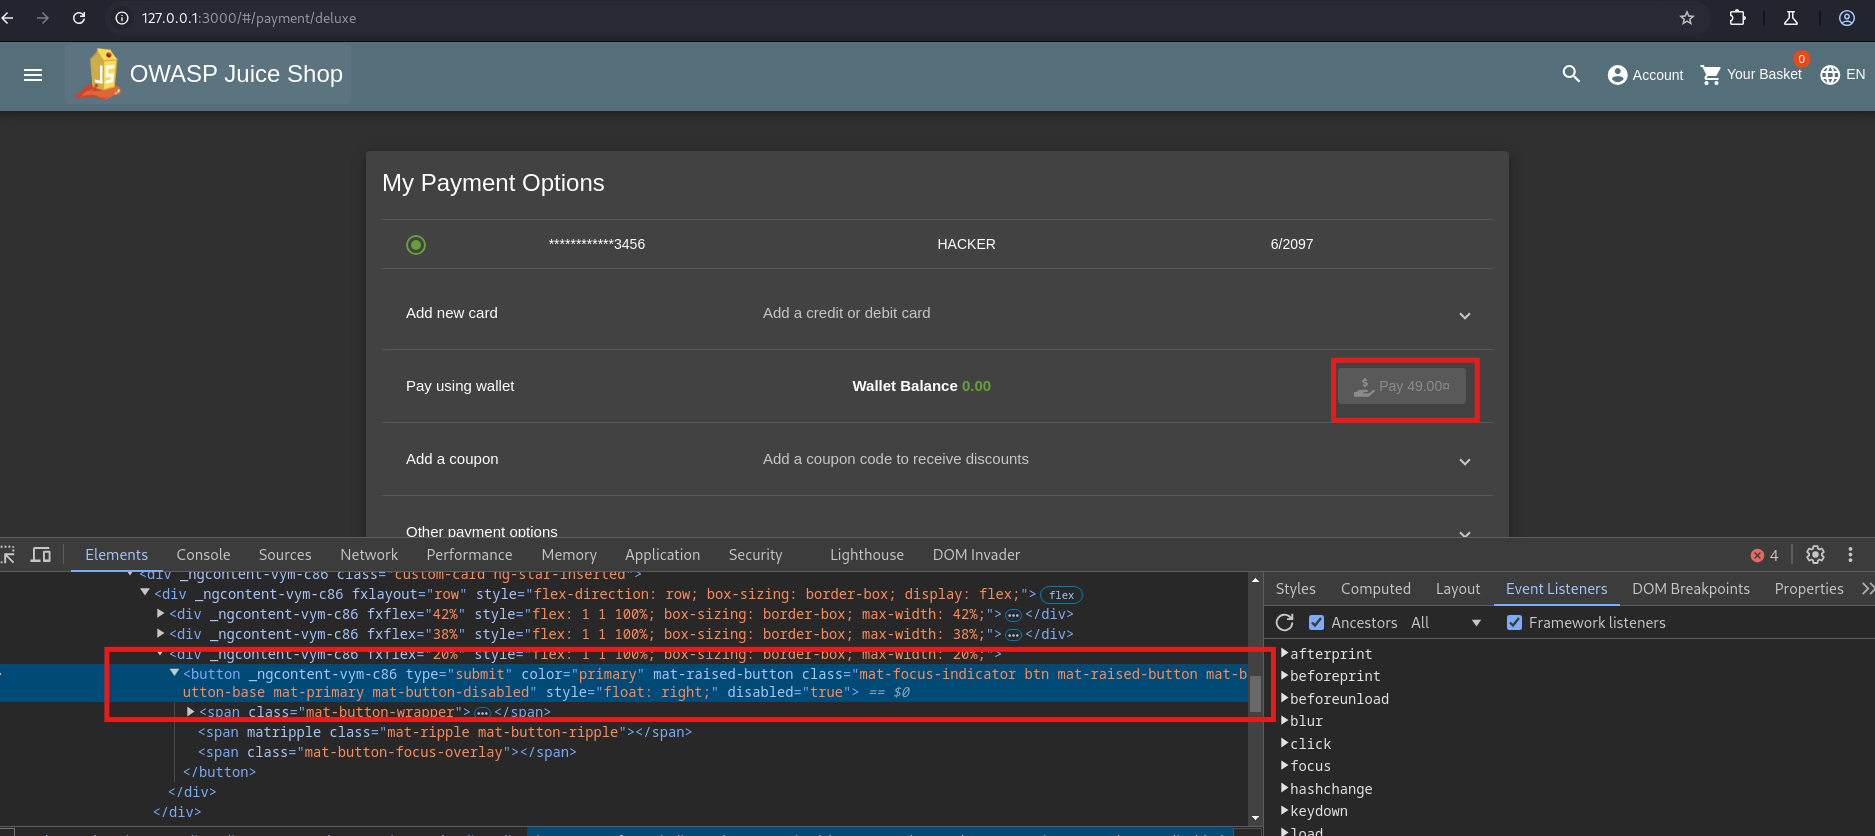 127.0.0.1:3000/#/payment/deluxe
OWASP Juice Shop
Account
Your Basket
0
EN
My Payment Options
************3456 HACKER 6/2097
Add new card Add a credit or debit card
Pay using wallet Wallet Balance 0.00 Pay 49.00¤
Add a coupon Add a coupon code to receive discounts
Other payment options
Elements Console Sources Network Performance Memory Application Security Lighthouse DOM Invader 4
<div _ngcontent-vym-c86 class="custom-card ng-star-inserted">
<div _ngcontent-vym-c86 fxlayout="row" style="flex-direction: row; box-sizing: border-box; display: flex;"> flex
<div _ngcontent-vym-c86 fxflex="42%" style="flex: 1 1 100%; box-sizing: border-box; max-width: 42%;"> ••• </div>
<div _ngcontent-vym-c86 fxflex="38%" style="flex: 1 1 100%; box-sizing: border-box; max-width: 38%;"> ••• </div>
<div _ngcontent-vym-c86 fxflex="20%" style="flex: 1 1 100%; box-sizing: border-box; max-width: 20%;">
<button _ngcontent-vym-c86 type="submit" color="primary" mat-raised-button class="mat-focus-indicator btn mat-raised-button mat-b
utton-base mat-primary mat-button-disabled" style="float: right;" disabled="true"> == $0
<span class="mat-button-wrapper"> ••• </span>
<span matripple class="mat-ripple mat-button-ripple"></span>
<span class="mat-button-focus-overlay"></span>
</button>
</div>
</div>
Styles Computed Layout Event Listeners DOM Breakpoints Properties
Ancestors All Framework listeners
afterprint
beforeprint
beforeunload
blur
click
focus
hashchange
keydown
load